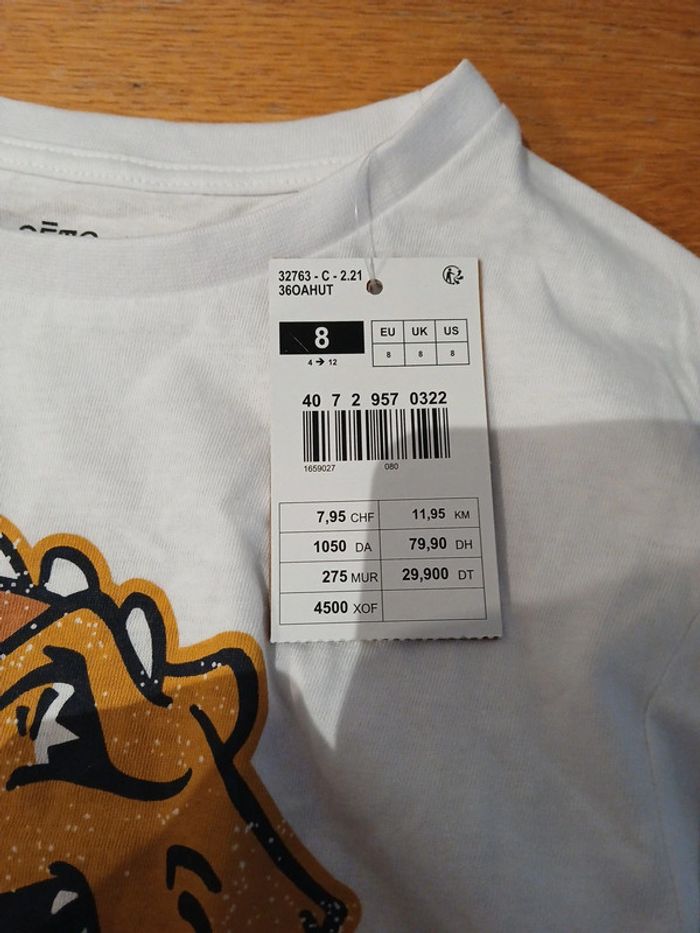 32763 - C - 2.21
36OAHUT
8
EU UK US
8 8 8
4 → 12
40 7 2 957 0322
1659027 080
7,95 CHF 11,95 KM
1050 DA 79,90 DH
275 MUR 29,900 DT
4500 XOF